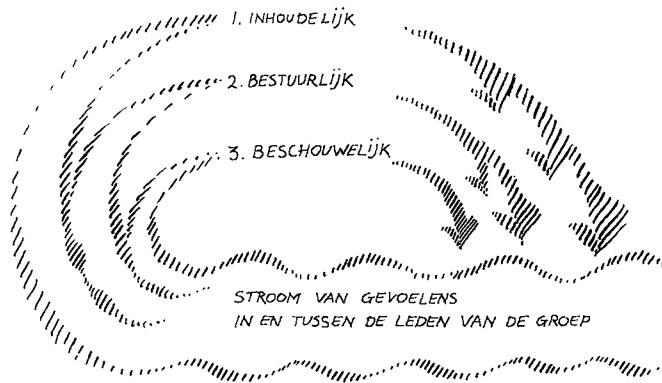 1. INHOUDELIJK
2. BESTUURLIJK
3. BESCHOUWELIJK
STROOM VAN GEVOELENS
IN EN TUSSEN DE LEDEN VAN DE GROEP